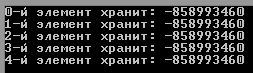 0-й элемент хранит: -858993460
1-й элемент хранит: -858993460
2-й элемент хранит: -858993460
3-й элемент хранит: -858993460
4-й элемент хранит: -858993460